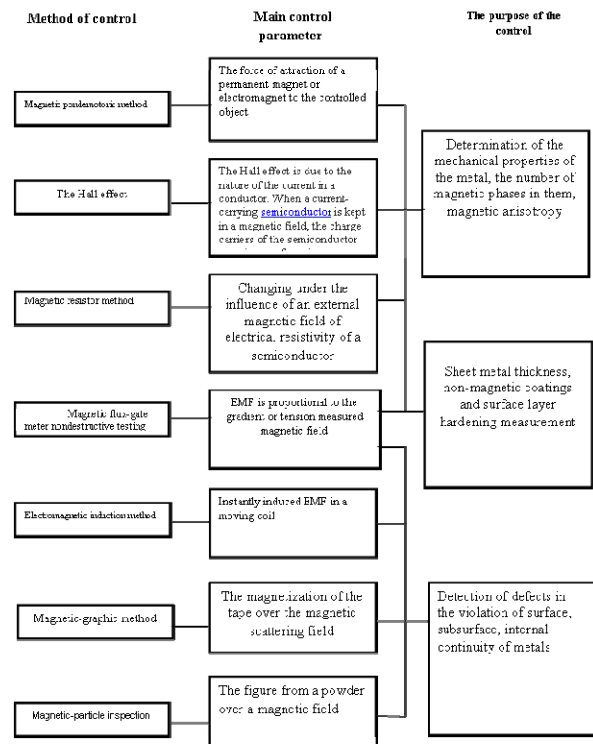 Method of control
Main control
parameter
The purpose of the
control
Magnetic pondemotoric method
The force of attraction of a
permanent magnet or
electromagnet to the controlled
object
The Hall effect
The Hall effect is due to the
nature of the current in a
conductor. When a current-
carrying semiconductor is kept
in a magnetic field, the charge
carriers of the semiconductor
Magnetic resistor method
Changing under the
influence of an external
magnetic field of
electrical resistivity of a
semiconductor
Magnetic flux-gate
meter nondestructive testing
EMF is proportional to the
gradient or tension measured
magnetic field
Electromagnetic induction method
Instantly induced EMF in a
moving coil
Magnetic-graphic method
The magnetization of the
tape over the magnetic
scattering field
Magnetic-particle inspection
The figure from a powder
over a magnetic field
Determination of the
mechanical properties of
the metal, the number of
magnetic phases in them,
magnetic anisotropy
Sheet metal thickness,
non-magnetic coatings
and surface layer
hardening measurement
Detection of defects in
the violation of surface,
subsurface, internal
continuity of metals